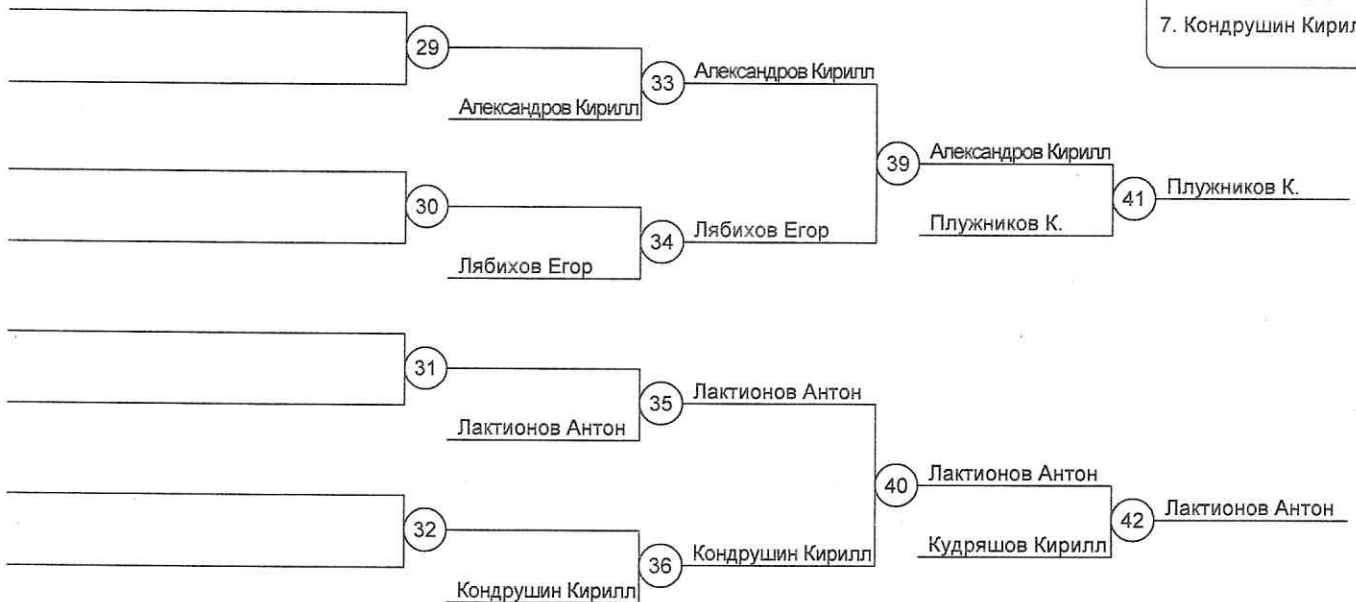 7. Кондрушин Кирил
29
33
Александров Кирилл
Александров Кирилл
39
Александров Кирилл
41
Плужников К.
30
34
Лябихов Егор
Плужников К.
Лябихов Егор
31
35
Лактионов Антон
Лактионов Антон
40
Лактионов Антон
42
Лактионов Антон
32
36
Кондрушин Кирилл
Кудряшов Кирилл
Кондрушин Кирилл